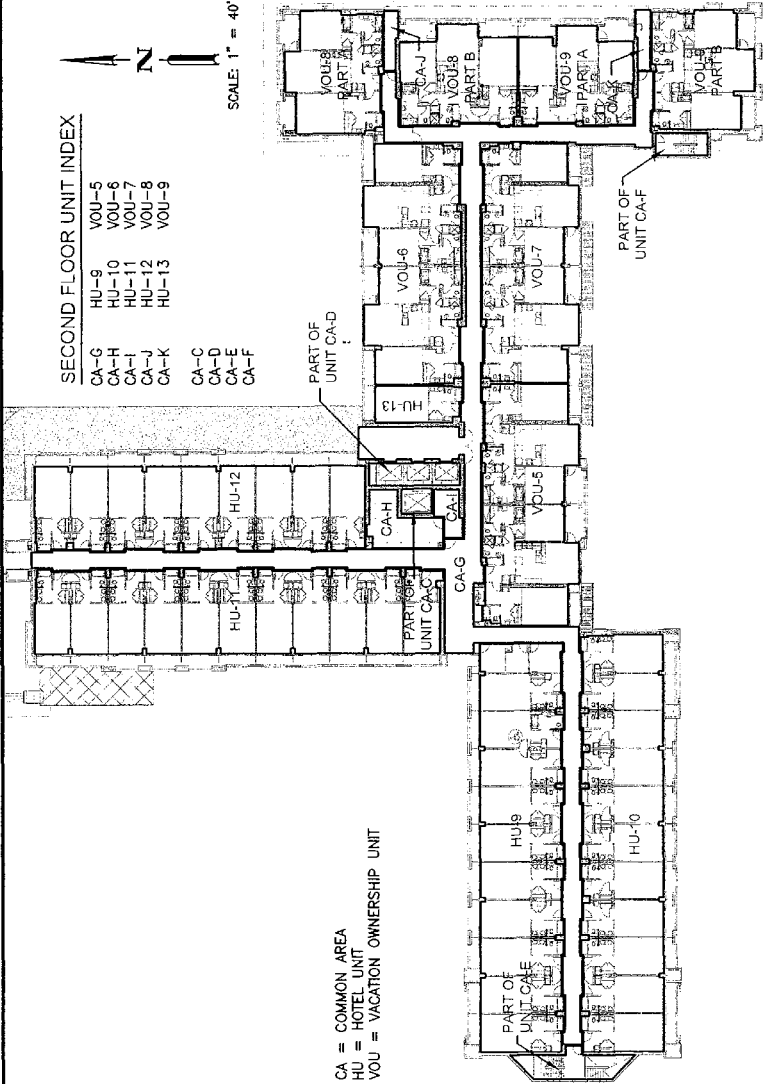 SECOND FLOOR UNIT INDEX
CA-G HU-9 VOU-5
CA-H HU-10 VOU-6
CA-I HU-11 VOU-7
CA-J HU-12 VOU-8
CA-K HU-13 VOU-9
CA-C
CA-D
CA-E
CA-F
N
SCALE: 1" = 40'
VOU-8
PART A
CA-J
VOU-8
PART B
VOU-9
PART A
CA-K
VOU-9
PART B
PART OF
UNIT CA-F
VOU-6
VOU-7
PART OF
UNIT CA-D
HU-13
HU-12
CA-H
CA-I
VOU-5
HU-11
PART OF
UNIT CA-C
CA-G
HU-9
HU-10
PART OF
UNIT CA-E
CA = COMMON AREA
HU = HOTEL UNIT
VOU = VACATION OWNERSHIP UNIT